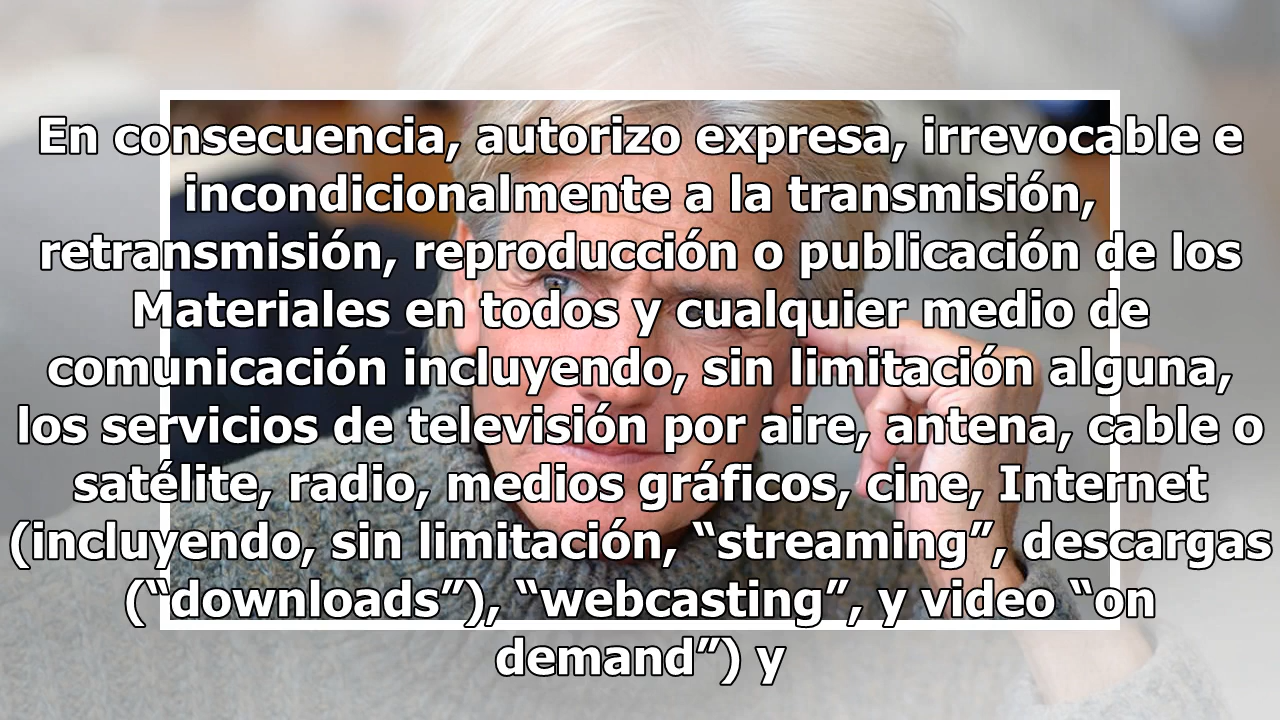 En consecuencia, autorizo expresa, irrevocable e
incondicionalmente a la transmisión,
retransmisión, reproducción o publicación de los
Materiales en todos y cualquier medio de
comunicación incluyendo, sin limitación alguna,
los servicios de televisión por aire, antena, cable o
satélite, radio, medios gráficos, cine, Internet
(incluyendo, sin limitación, “streaming”, descargas
(“downloads”), “webcasting”, y video “on
demand”) y